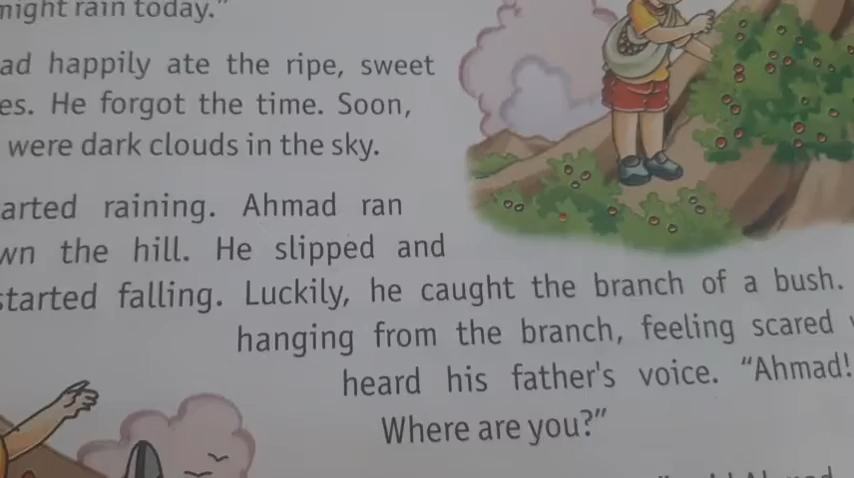 night rain today."
ad happily ate the ripe, sweet
es. He forgot the time. Soon,
were dark clouds in the sky.
arted raining. Ahmad ran
wn the hill. He slipped and
started falling. Luckily, he caught the branch of a bush.
hanging from the branch, feeling scared
heard his father's voice. "Ahmad!
Where are you?"